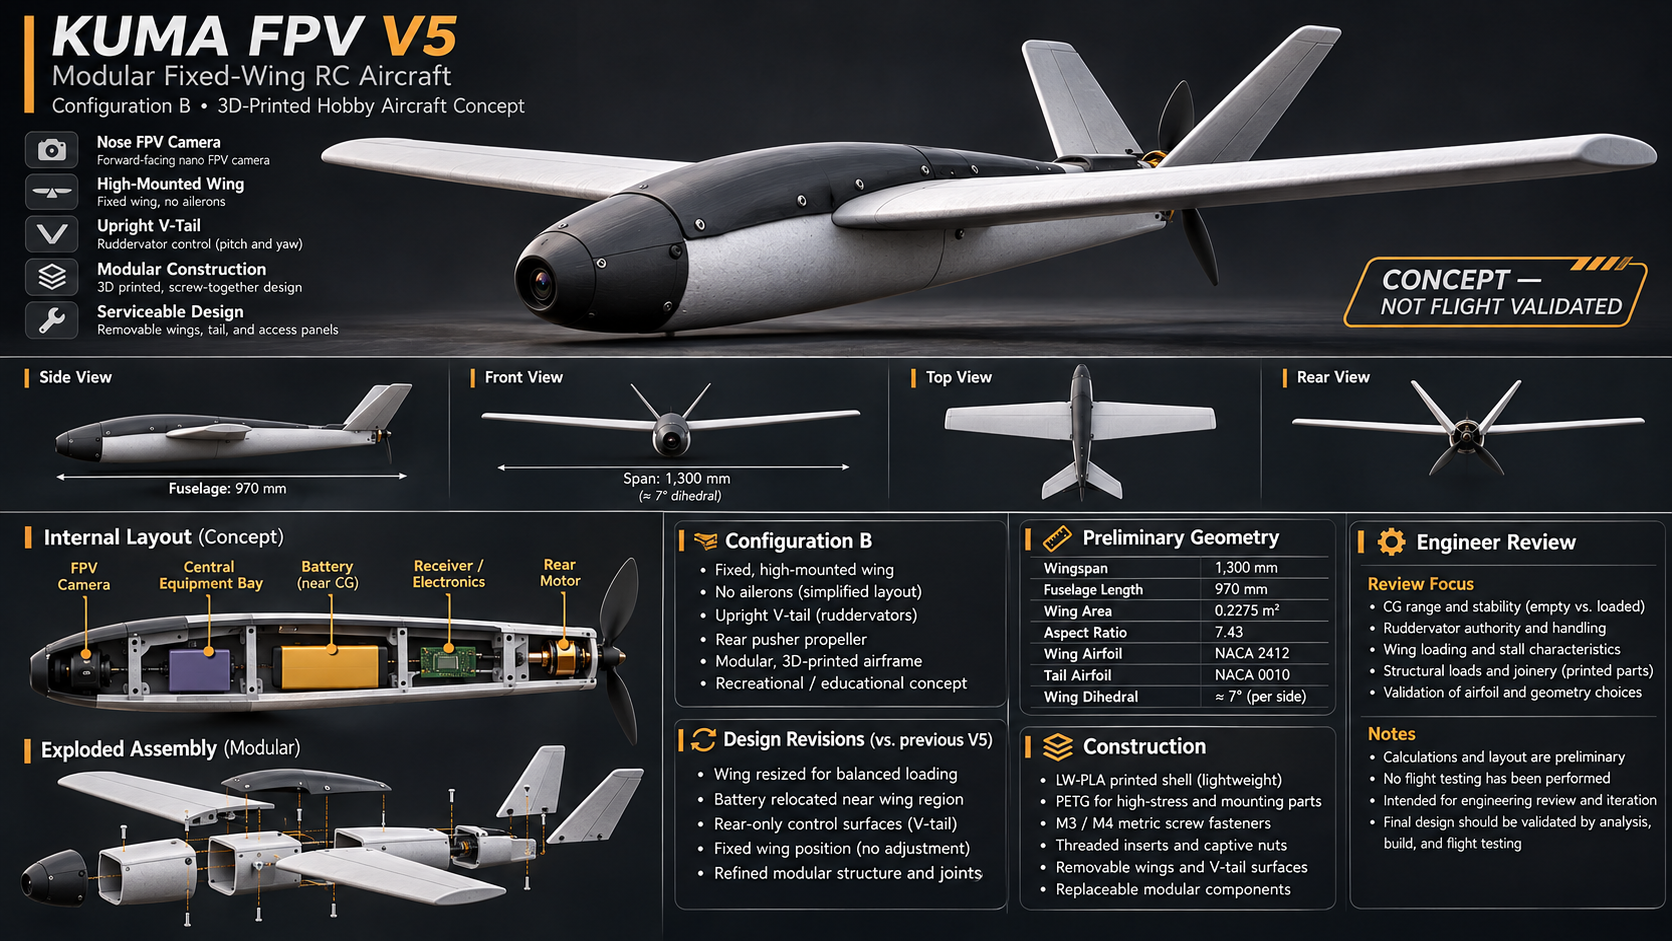 KUMA FPV V5
Modular Fixed-Wing RC Aircraft
Configuration B • 3D-Printed Hobby Aircraft Concept
Nose FPV Camera
Forward-facing nano FPV camera
High-Mounted Wing
Fixed wing, no ailerons
Upright V-Tail
Ruddervator control (pitch and yaw)
Modular Construction
3D printed, screw-together design
Serviceable Design
Removable wings, tail, and access panels
CONCEPT —
NOT FLIGHT VALIDATED
Side View
Fuselage: 970 mm
Front View
Span: 1,300 mm
(≈ 7° dihedral)
Top View
Rear View
Internal Layout (Concept)
FPV
Camera
Central
Equipment Bay
Battery
(near CG)
Receiver /
Electronics
Rear
Motor
Exploded Assembly (Modular)
Configuration B
• Fixed, high-mounted wing
• No ailerons (simplified layout)
• Upright V-tail (ruddervators)
• Rear pusher propeller
• Modular, 3D-printed airframe
• Recreational / educational concept
Design Revisions (vs. previous V5)
• Wing resized for balanced loading
• Battery relocated near wing region
• Rear-only control surfaces (V-tail)
• Fixed wing position (no adjustment)
• Refined modular structure and joints
Preliminary Geometry
Wingspan 1,300 mm
Fuselage Length 970 mm
Wing Area 0.2275 m²
Aspect Ratio 7.43
Wing Airfoil NACA 2412
Tail Airfoil NACA 0010
Wing Dihedral ≈ 7° (per side)
Construction
• LW-PLA printed shell (lightweight)
• PETG for high-stress and mounting parts
• M3 / M4 metric screw fasteners
• Threaded inserts and captive nuts
• Removable wings and V-tail surfaces
• Replaceable modular components
Engineer Review
Review Focus
• CG range and stability (empty vs. loaded)
• Ruddervator authority and handling
• Wing loading and stall characteristics
• Structural loads and joinery (printed parts)
• Validation of airfoil and geometry choices
Notes
• Calculations and layout are preliminary
• No flight testing has been performed
• Intended for engineering review and iteration
• Final design should be validated by analysis,
build, and flight testing